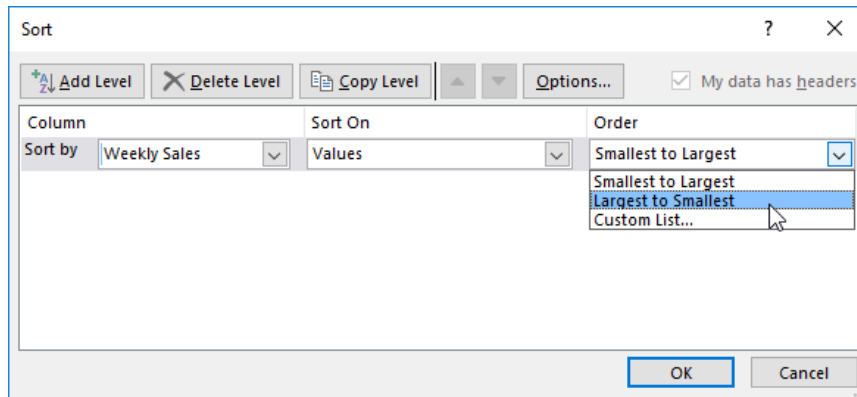 Sort ?
Add Level Delete Level Copy Level Options... My data has headers
Column Sort On Order
Sort by Weekly Sales Values Smallest to Largest
Smallest to Largest
Largest to Smallest
Custom List...
OK Cancel